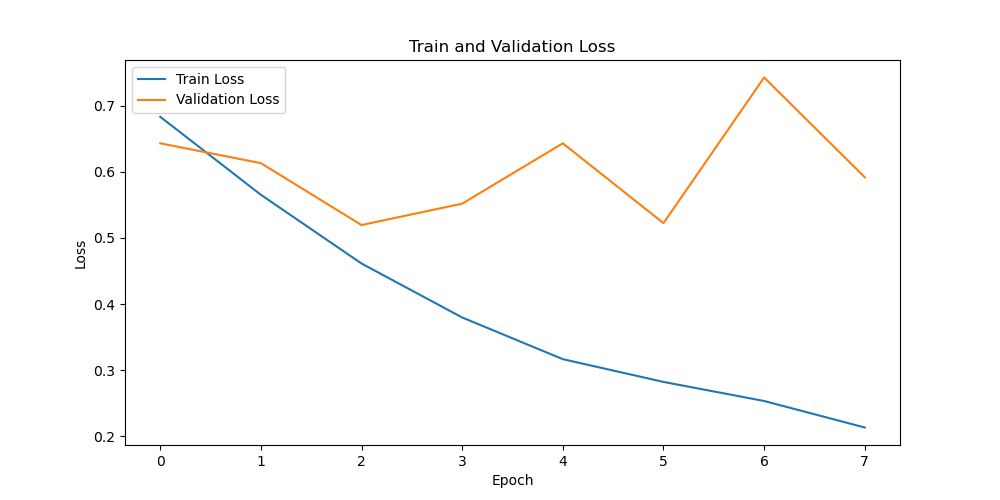 Train and Validation Loss
Train Loss
Validation Loss
0.7
0.6
0.5
0.4
0.3
0.2
Loss
0 1 2 3 4 5 6 7
Epoch